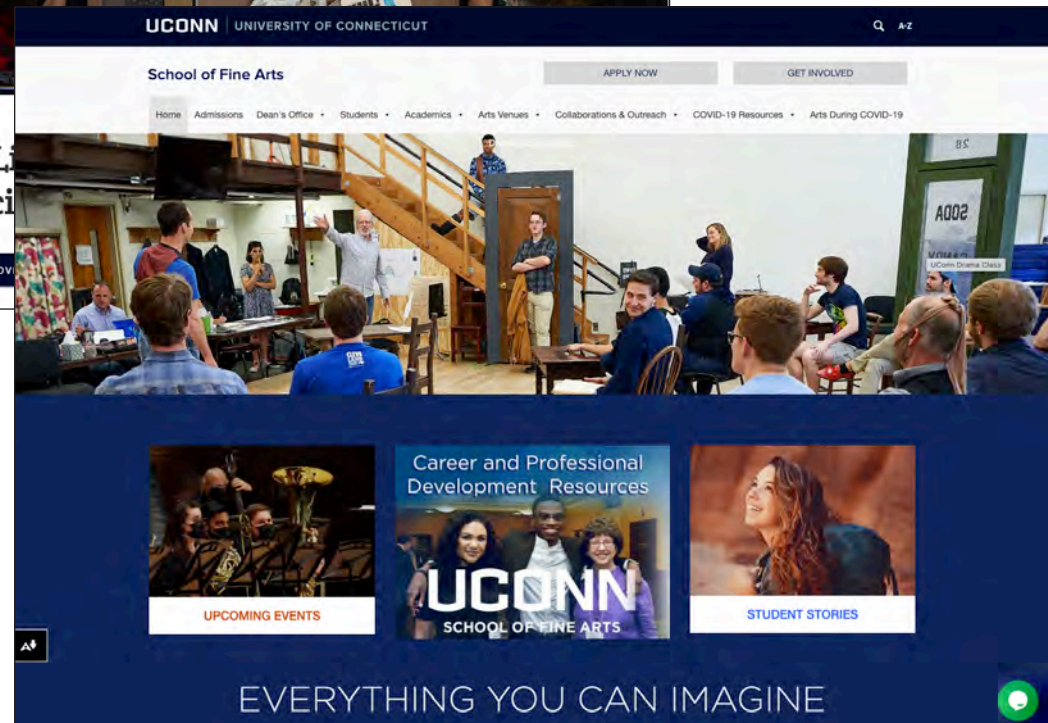 UCONN UNIVERSITY OF CONNECTICUT
A-Z
School of Fine Arts
APPLY NOW
GET INVOLVED
Home Admissions Dean's Office Students Academics Arts Venues Collaborations & Outreach COVID-19 Resources Arts During COVID-19
28
SODA
UConn Drama Class
Career and Professional
Development Resources
UCONN
SCHOOL OF FINE ARTS
UPCOMING EVENTS
STUDENT STORIES
EVERYTHING YOU CAN IMAGINE